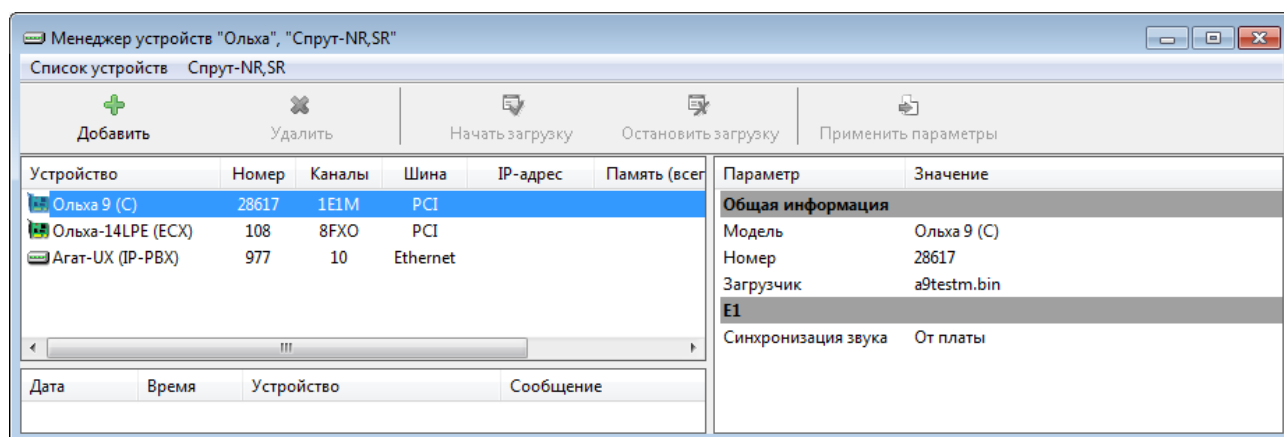 Менеджер устройств "Ольха", "Спрут-NR,SR"
Список устройств Спрут-NR,SR
Добавить Удалить Начать загрузку Остановить загрузку Применить параметры
Устройство Номер Каналы Шина IP-адрес Память (всег
Ольха 9 (C) 28617 1E1M PCI
Ольха-14LPE (ECX) 108 8FXO PCI
Агат-UX (IP-PBX) 977 10 Ethernet
Дата Время Устройство Сообщение
Параметр Значение
Общая информация
Модель Ольха 9 (C)
Номер 28617
Загрузчик a9testm.bin
E1
Синхронизация звука От платы